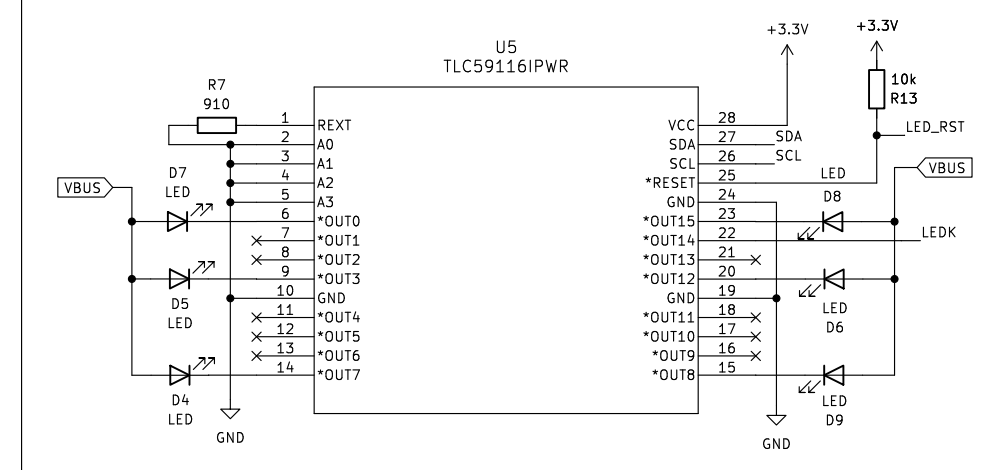 U5
TLC59116IPWR
+3.3V
+3.3V
R7
910
10k
R13
1
REXT
2
A0
3
A1
4
A2
5
A3
6
*OUT0
7
*OUT1
8
*OUT2
9
*OUT3
10
GND
11
*OUT4
12
*OUT5
13
*OUT6
14
*OUT7
VCC
28
SDA
27
SDA
SCL
26
SCL
*RESET
25
GND
24
*OUT15
23
*OUT14
22
LEDK
*OUT13
21
*OUT12
20
GND
19
*OUT11
18
*OUT10
17
*OUT9
16
*OUT8
15
LED_RST
VBUS
VBUS
D7
LED
D5
LED
D4
LED
LED
D8
LED
D6
LED
D9
GND
GND